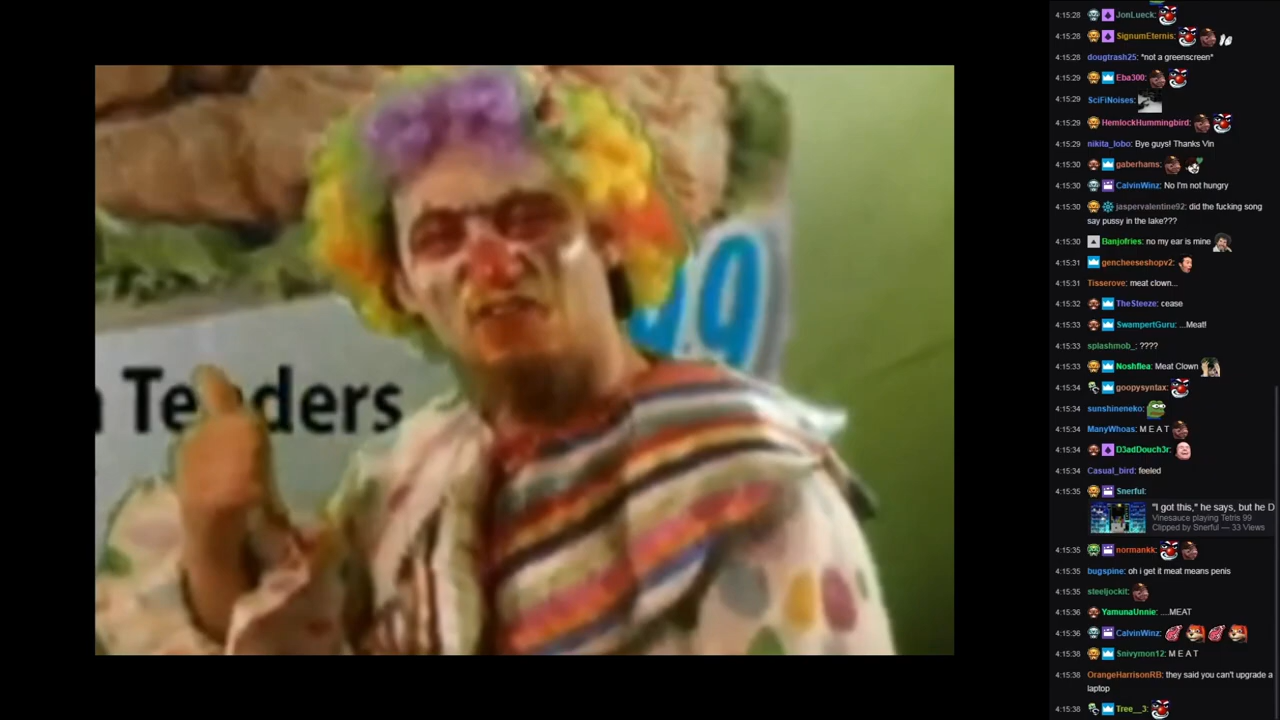 n Tenders
99
4:15:28 JonLueck:
4:15:28 SignumEternis:
4:15:28 dougtrash25: *not a greenscreen*
4:15:29 Eba300:
4:15:29 SciFiNoises:
4:15:29 HemlockHummingbird:
4:15:29 nikita_lobo: Bye guys! Thanks Vin
4:15:30 gaberhams:
4:15:30 CalvinWinz: No I'm not hungry
4:15:30 jaspervalentine92: did the fucking song
say pussy in the lake???
4:15:30 Banjofries: no my ear is mine
4:15:31 gencheeseshopv2:
4:15:31 Tisserove: meat clown...
4:15:32 TheSteeze: cease
4:15:33 SwampertGuru: ...Meat!
4:15:33 splashmob_: ????
4:15:33 Noshflea: Meat Clown
4:15:34 goopysyntax:
4:15:34 sunshineneko:
4:15:34 ManyWhoas: M E A T
4:15:34 D3adDouch3r:
4:15:34 Casual_bird: feeled
4:15:35 Snerful:
"I got this," he says, but he D
Vinesauce playing Tetris 99
Clipped by Snerful — 33 Views
4:15:35 normankk:
4:15:35 bugspine: oh i get it meat means penis
4:15:35 steeljockit:
4:15:36 YamunaUnnie: ....MEAT
4:15:36 CalvinWinz:
4:15:38 Snivymon12: M E A T
4:15:38 OrangeHarrisonRB: they said you can't upgrade a
laptop
4:15:38 Tree__3: